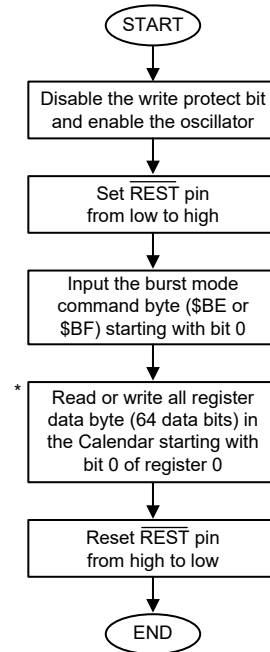 START
Disable the write protect bit
and enable the oscillator
Set REST pin
from low to high
Input the burst mode
command byte ($BE or
$BF) starting with bit 0
*
Read or write all register
data byte (64 data bits) in
the Calendar starting with
bit 0 of register 0
Reset REST pin
from high to low
END